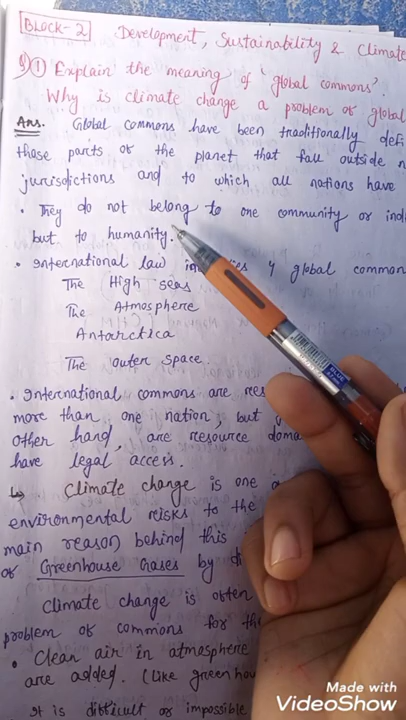 BLOCK-2 Development, Sustainability & Climate
Q) ① Explain the meaning of 'global commons'.
Why is climate change a problem of global
Ans. Global commons have been traditionally defi
those parts of the planet that fall outside n
jurisdictions and to which all nations have
• They do not belong to one community or indi
but to humanity.
• International law 4 global common
The High seas
The Atmosphere
Antarctica
The outer space.
• International commons are res
more than one nation, but
other hand, are resource doma
have legal access.
↳ Climate change is one
environmental risks to the
main reason behind this
of Greenhouse Gases by
Climate change is often
problem of commons for the
• Clean air in atmosphere
are added. (like green hou
It is difficult or impossible
BLUE
Made with
VideoShow